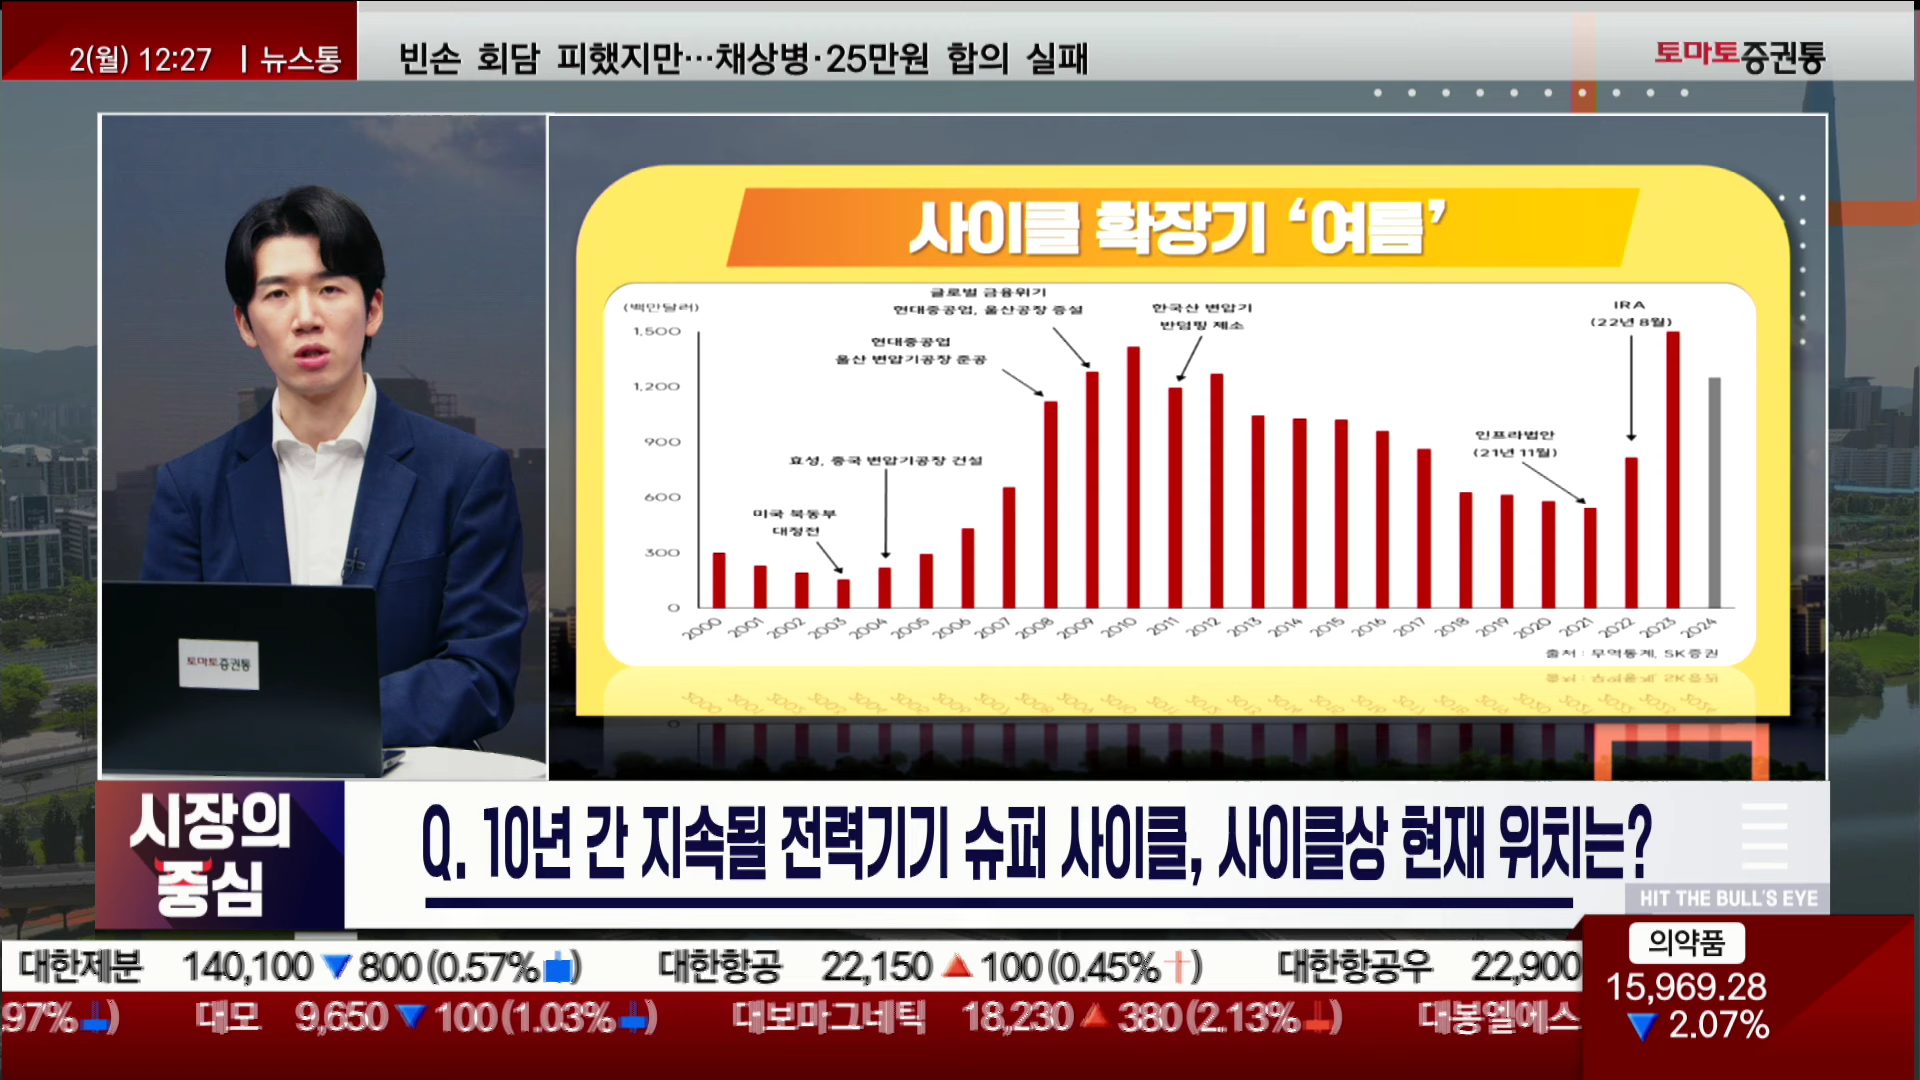 2(월) 12:27 | 뉴스통
빈손 회담 피했지만…채상병·25만원 합의 실패
토마토증권통
사이클 확장기 ‘여름’
(백만달러)
1,500
1,200
900
600
300
0
미국 북동부
대정전
효성, 중국 변압기공장 건설
현대중공업
울산 변압기공장 준공
글로벌 금융위기
현대중공업, 울산공장 증설
한국산 변압기
반덤핑 제소
인프라법안
(21년 11월)
IRA
(22년 8월)
2000 2001 2002 2003 2004 2005 2006 2007 2008 2009 2010 2011 2012 2013 2014 2015 2016 2017 2018 2019 2020 2021 2022 2023 2024
출처 : 무역통계, SK증권
토마토증권통
시장의
중심
Q. 10년 간 지속될 전력기기 슈퍼 사이클, 사이클상 현재 위치는?
HIT THE BULL'S EYE
대한제분 140,100 ▼ 800 (0.57%) 대한항공 22,150 ▲ 100 (0.45%) 대한항공우 22,900
97%) 대모 9,650 ▼ 100 (1.03%) 대보마그네틱 18,230 ▲ 380 (2.13%) 대봉엘에스
의약품
15,969.28
▼ 2.07%